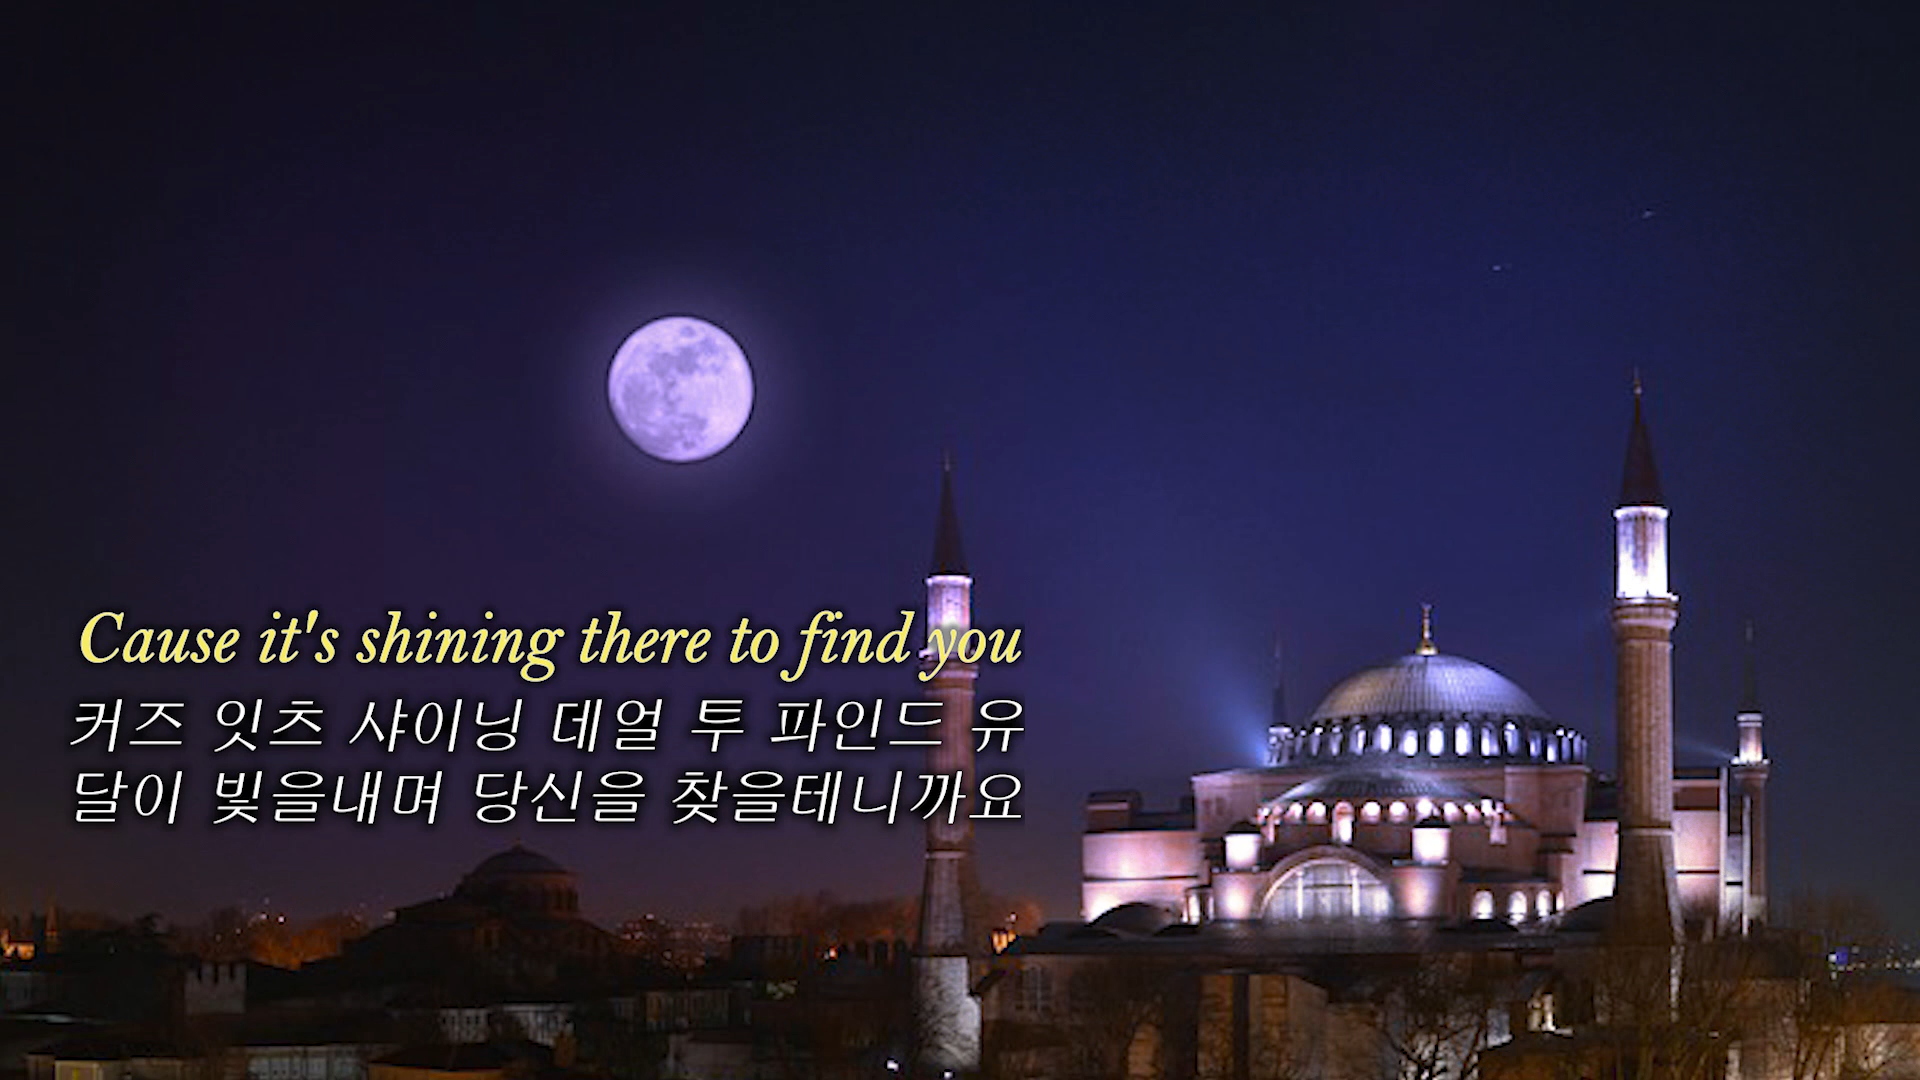 Cause it's shining there to find you
커즈 잇츠 샤이닝 데얼 투 파인드 유
달이 빛을내며 당신을 찾을테니까요